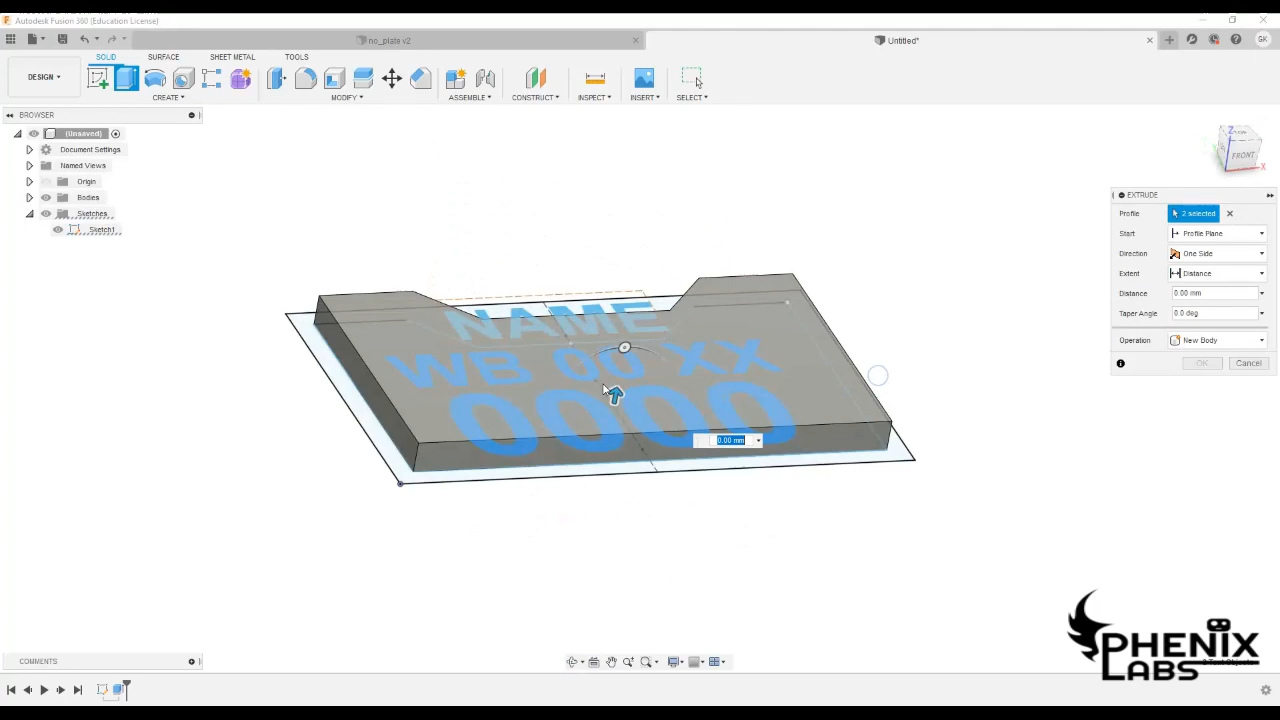 Autodesk Fusion 360 (Education License)
no_plate v2
Untitled*
GK
DESIGN
SOLID
SURFACE
SHEET METAL
TOOLS
CREATE
MODIFY
ASSEMBLE
CONSTRUCT
INSPECT
INSERT
SELECT
BROWSER
(Unsaved)
Document Settings
Named Views
Origin
Bodies
Sketches
Sketch1
Z
FRONT
X
EXTRUDE
Profile
2 selected
Start
Profile Plane
Direction
One Side
Extent
Distance
Distance
0.00 mm
Taper Angle
0.0 deg
Operation
New Body
OK
Cancel
NAME
WB 00 XX
0000
0.00 mm
COMMENTS
PHENIX
LABS